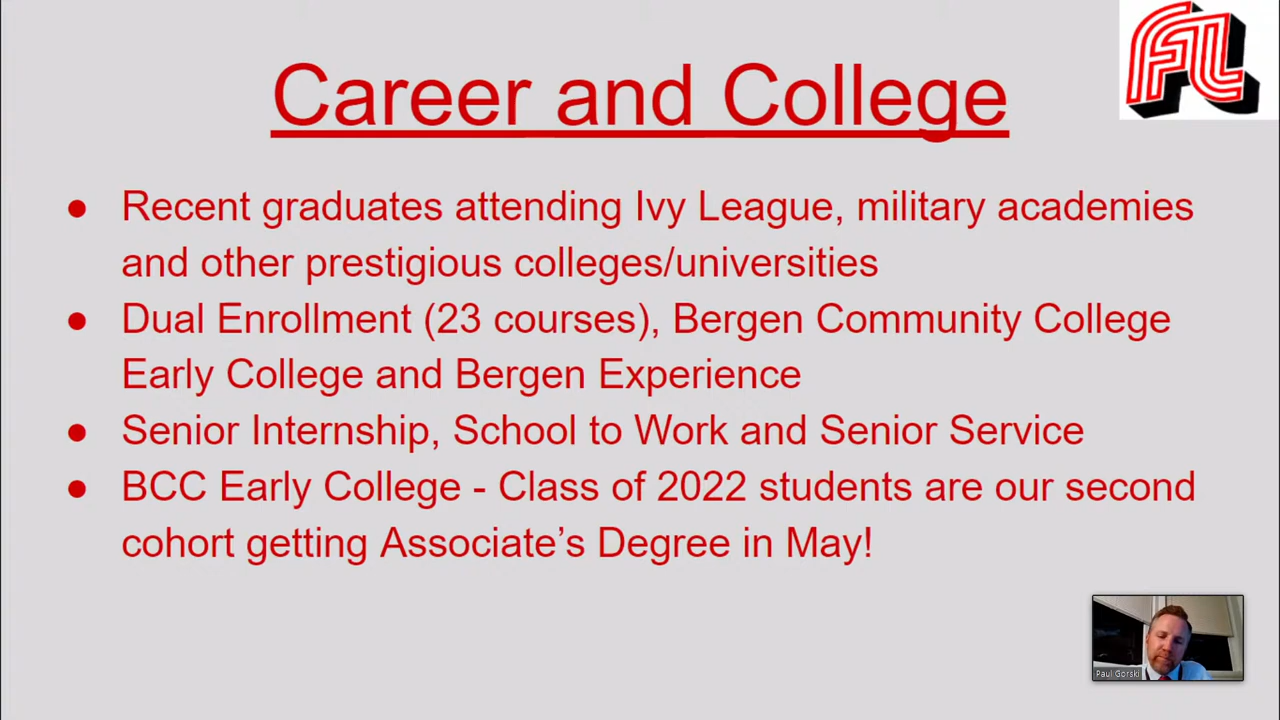 FL
Career and College
● Recent graduates attending Ivy League, military academies
and other prestigious colleges/universities
● Dual Enrollment (23 courses), Bergen Community College
Early College and Bergen Experience
● Senior Internship, School to Work and Senior Service
● BCC Early College - Class of 2022 students are our second
cohort getting Associate’s Degree in May!
Paul Gorski